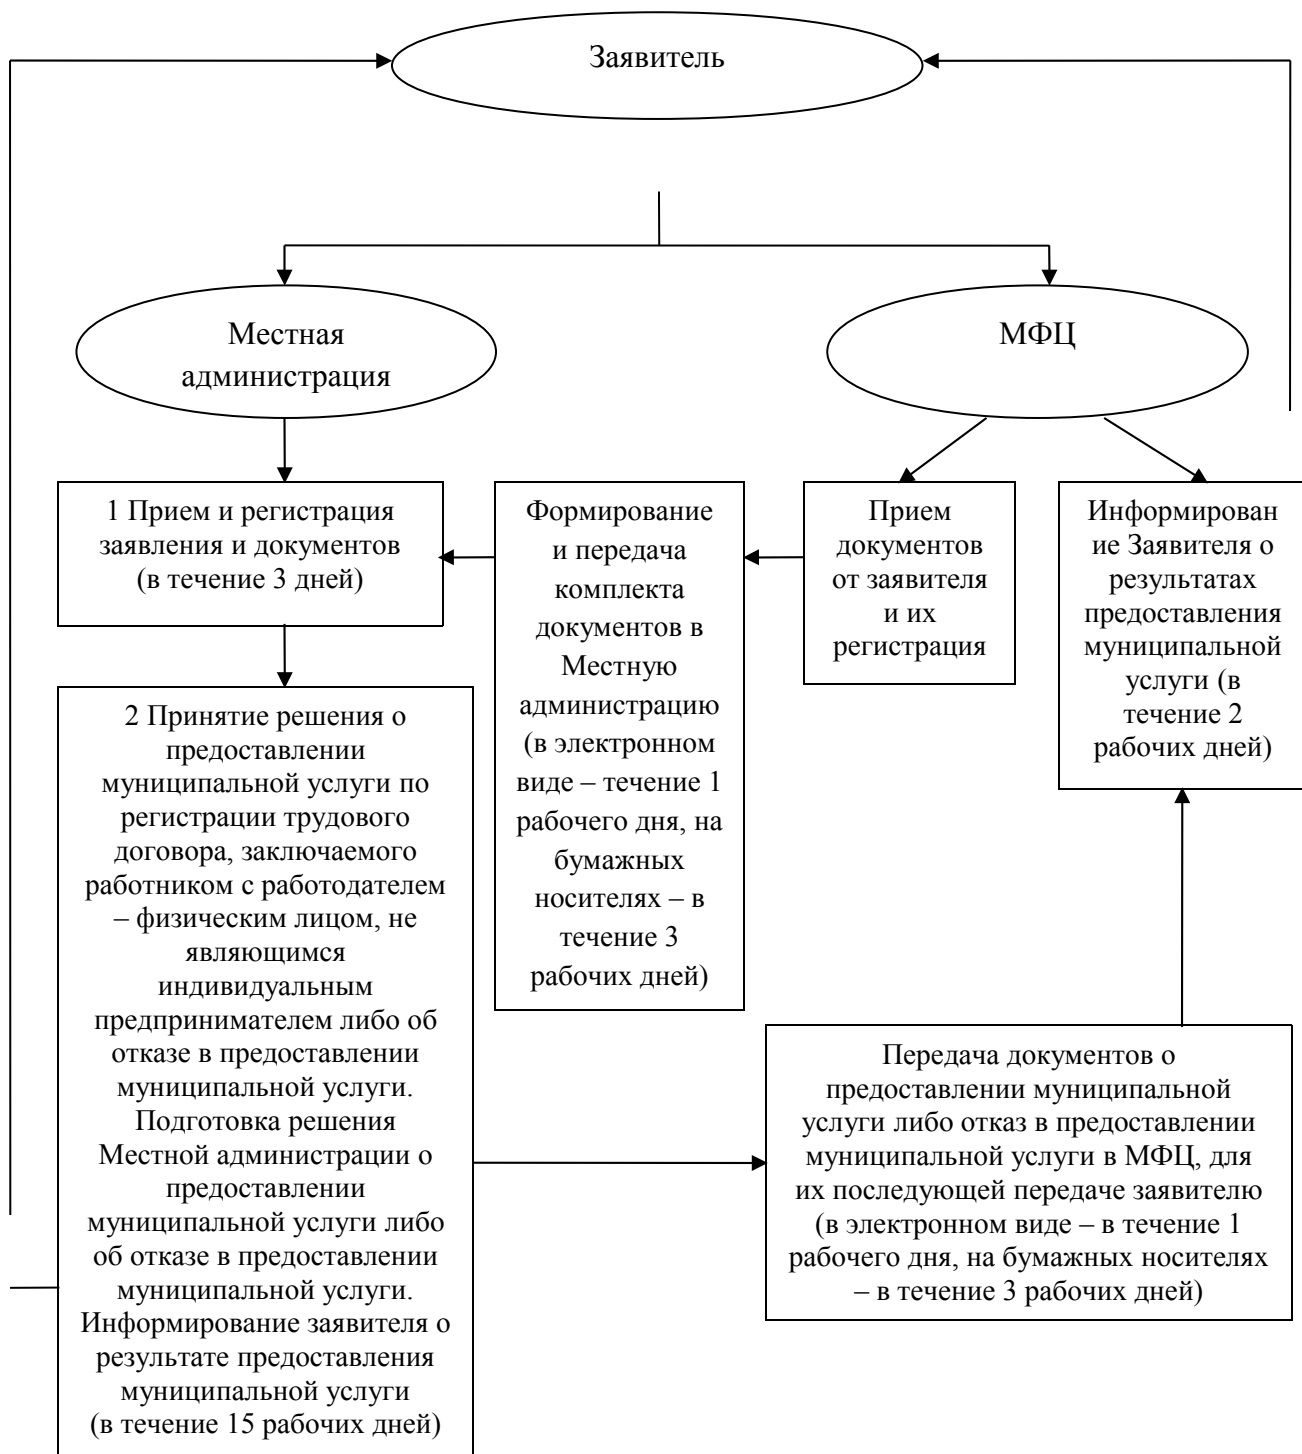 Заявитель
Местная
администрация
МФЦ
1 Прием и регистрация
заявления и документов
(в течение 3 дней)
Формирование
и передача
комплекта
документов в
Местную
администрацию
(в электронном
виде – течение 1
рабочего дня, на
бумажных
носителях – в
течение 3
рабочих дней)
Прием
документов
от заявителя
и их
регистрация
Информирован
ие Заявителя о
результатах
предоставления
муниципальной
услуги (в
течение 2
рабочих дней)
2 Принятие решения о
предоставлении
муниципальной услуги по
регистрации трудового
договора, заключаемого
работником с работодателем
– физическим лицом, не
являющимся
индивидуальным
предпринимателем либо об
отказе в предоставлении
муниципальной услуги.
Подготовка решения
Местной администрации о
предоставлении
муниципальной услуги либо
об отказе в предоставлении
муниципальной услуги.
Информирование заявителя о
результате предоставления
муниципальной услуги
(в течение 15 рабочих дней)
Передача документов о
предоставлении муниципальной
услуги либо отказ в предоставлении
муниципальной услуги в МФЦ, для
их последующей передаче заявителю
(в электронном виде – в течение 1
рабочего дня, на бумажных носителях
– в течение 3 рабочих дней)